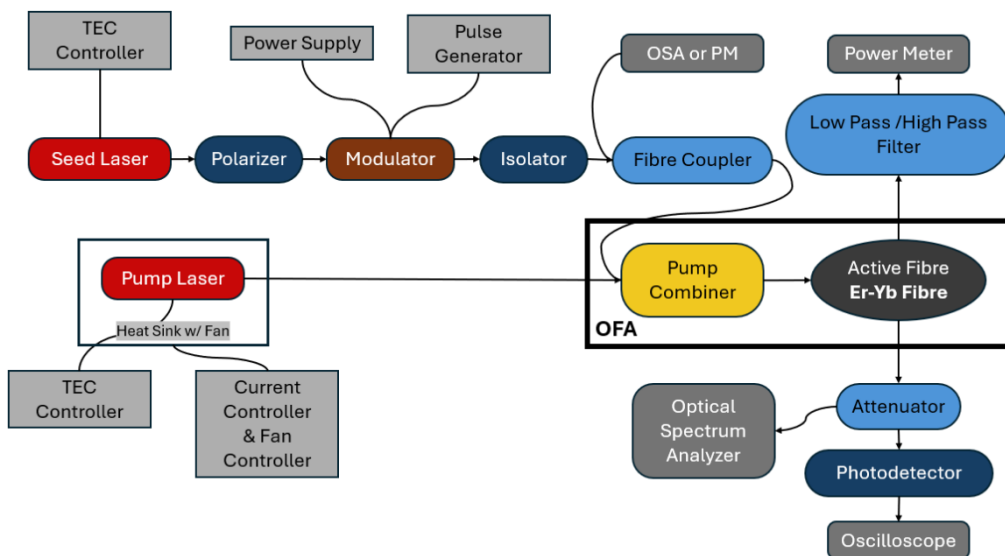 TEC
Controller
Power Supply
Pulse
Generator
OSA or PM
Power Meter
Seed Laser
Polarizer
Modulator
Isolator
Fibre Coupler
Low Pass /High Pass
Filter
Pump Laser
Heat Sink w/ Fan
Pump
Combiner
Active Fibre
Er-Yb Fibre
OFA
TEC
Controller
Current
Controller
& Fan
Controller
Optical
Spectrum
Analyzer
Attenuator
Photodetector
Oscilloscope